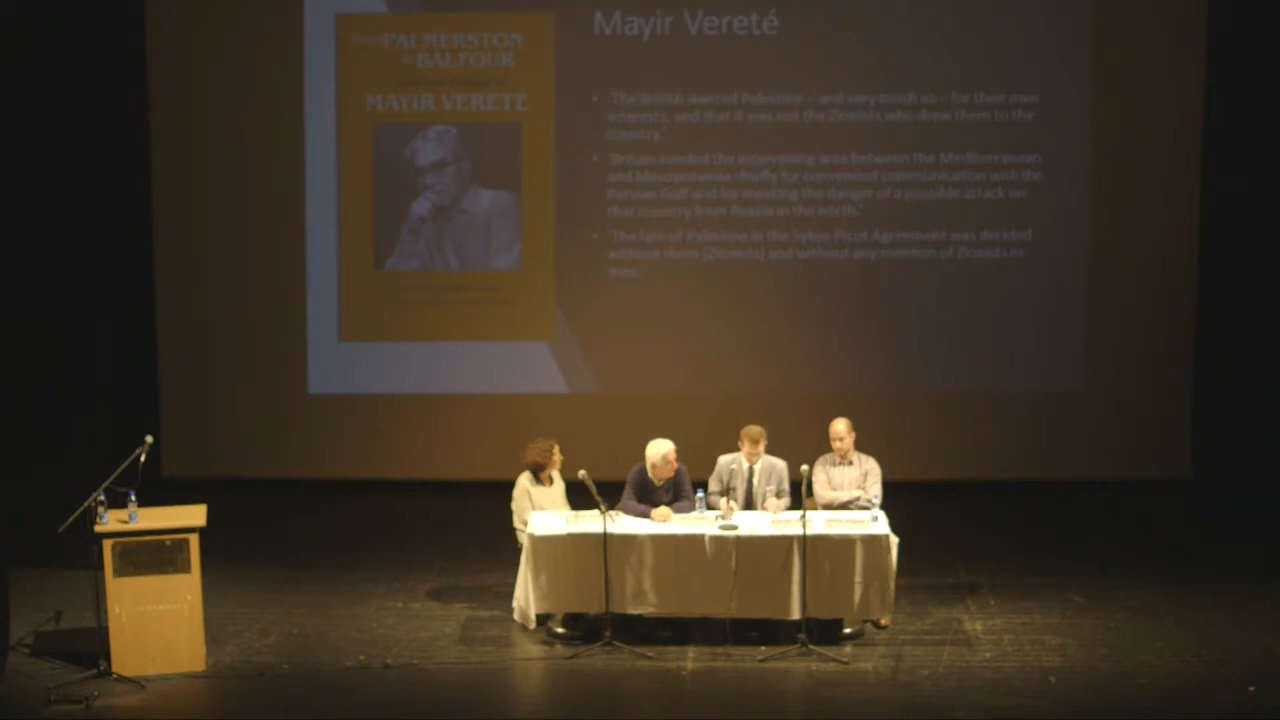 Mayir Vereté
PALMERSTON
BALFOUR
MAYIR VERETÉ
• 'The British wanted Palestine – and very much so – for their own
interests, and that it was not the Zionists who drew them to the
country.'
• 'Britain needed the intervening area between the Mediterranean
and Mesopotamia chiefly for convenient communication with the
Persian Gulf and for meeting the danger of a possible attack on
that country from Russia in the north.'
• 'The fate of Palestine in the Sykes-Picot Agreement was decided
without them [Zionists] and without any mention of Zionists or